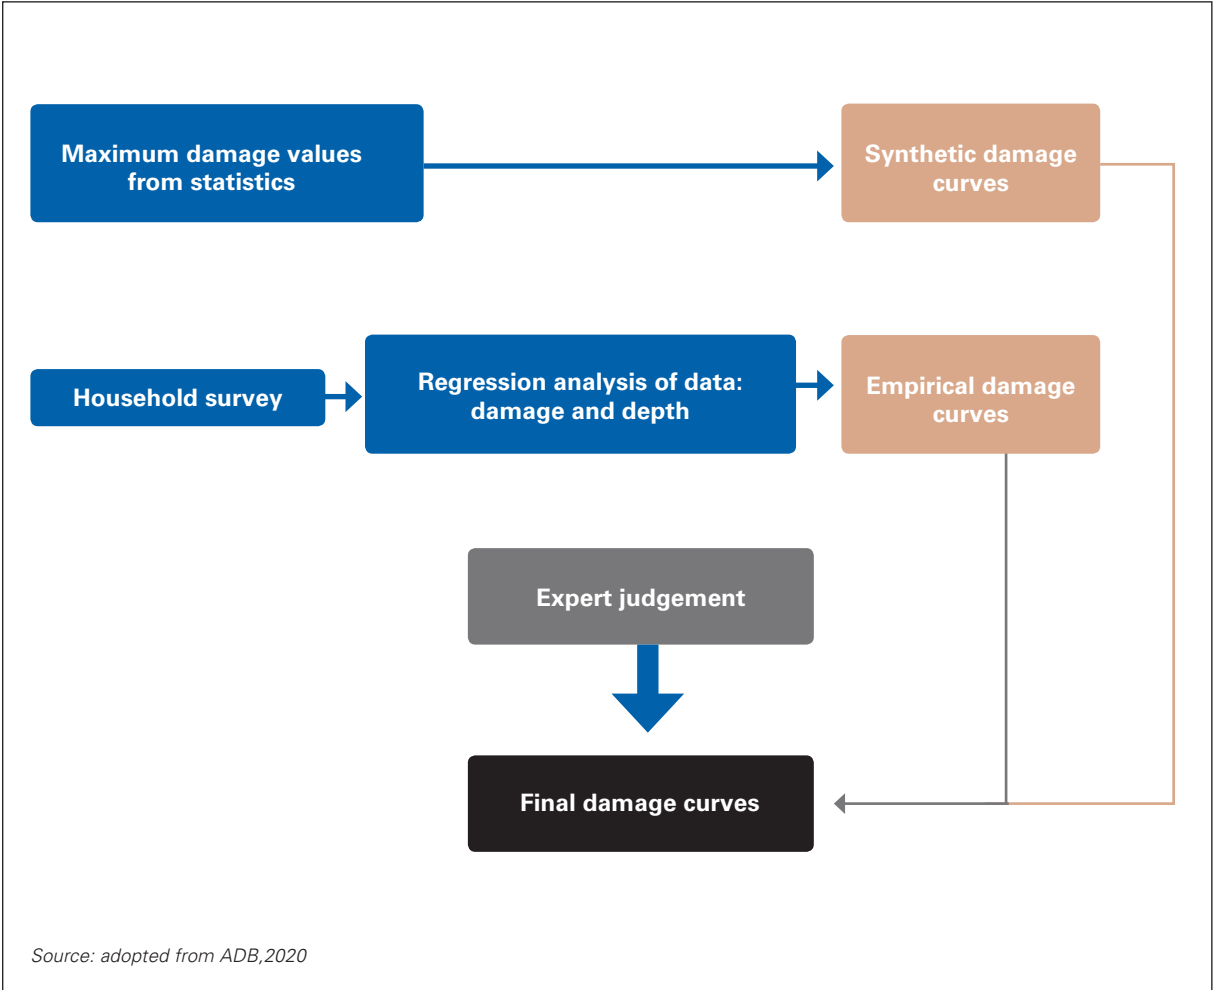 Maximum damage values
from statistics
Synthetic damage
curves
Household survey
Regression analysis of data:
damage and depth
Empirical damage
curves
Expert judgement
Final damage curves
Source: adopted from ADB,2020